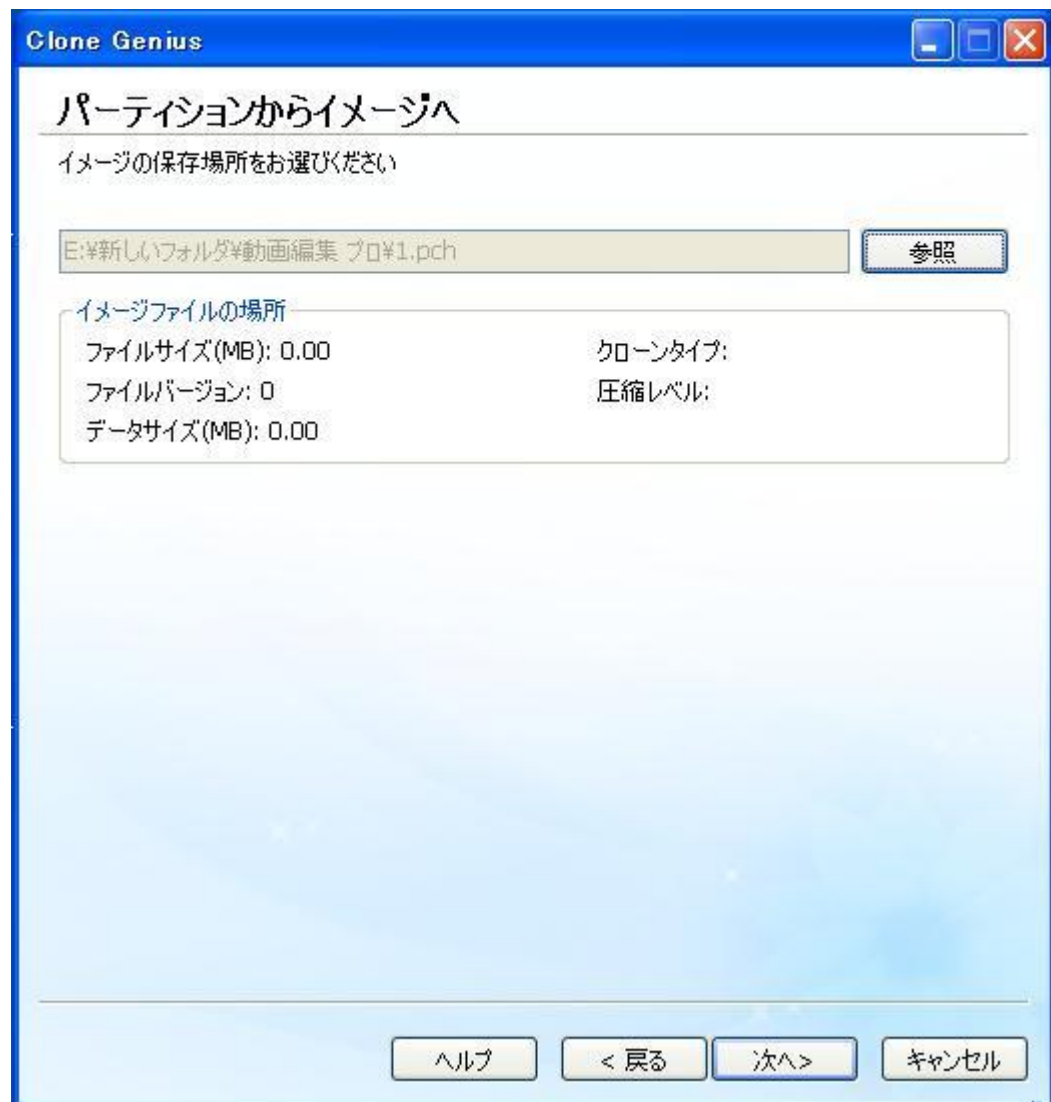 Clone Genius
パーティションからイメージへ
イメージの保存場所をお選びください
E:¥新しいフォルダ¥動画編集 プロ¥1.pch
参照
イメージファイルの場所
ファイルサイズ(MB): 0.00
クローンタイプ:
ファイルバージョン: 0
圧縮レベル:
データサイズ(MB): 0.00
ヘルプ
< 戻る
次へ>
キャンセル